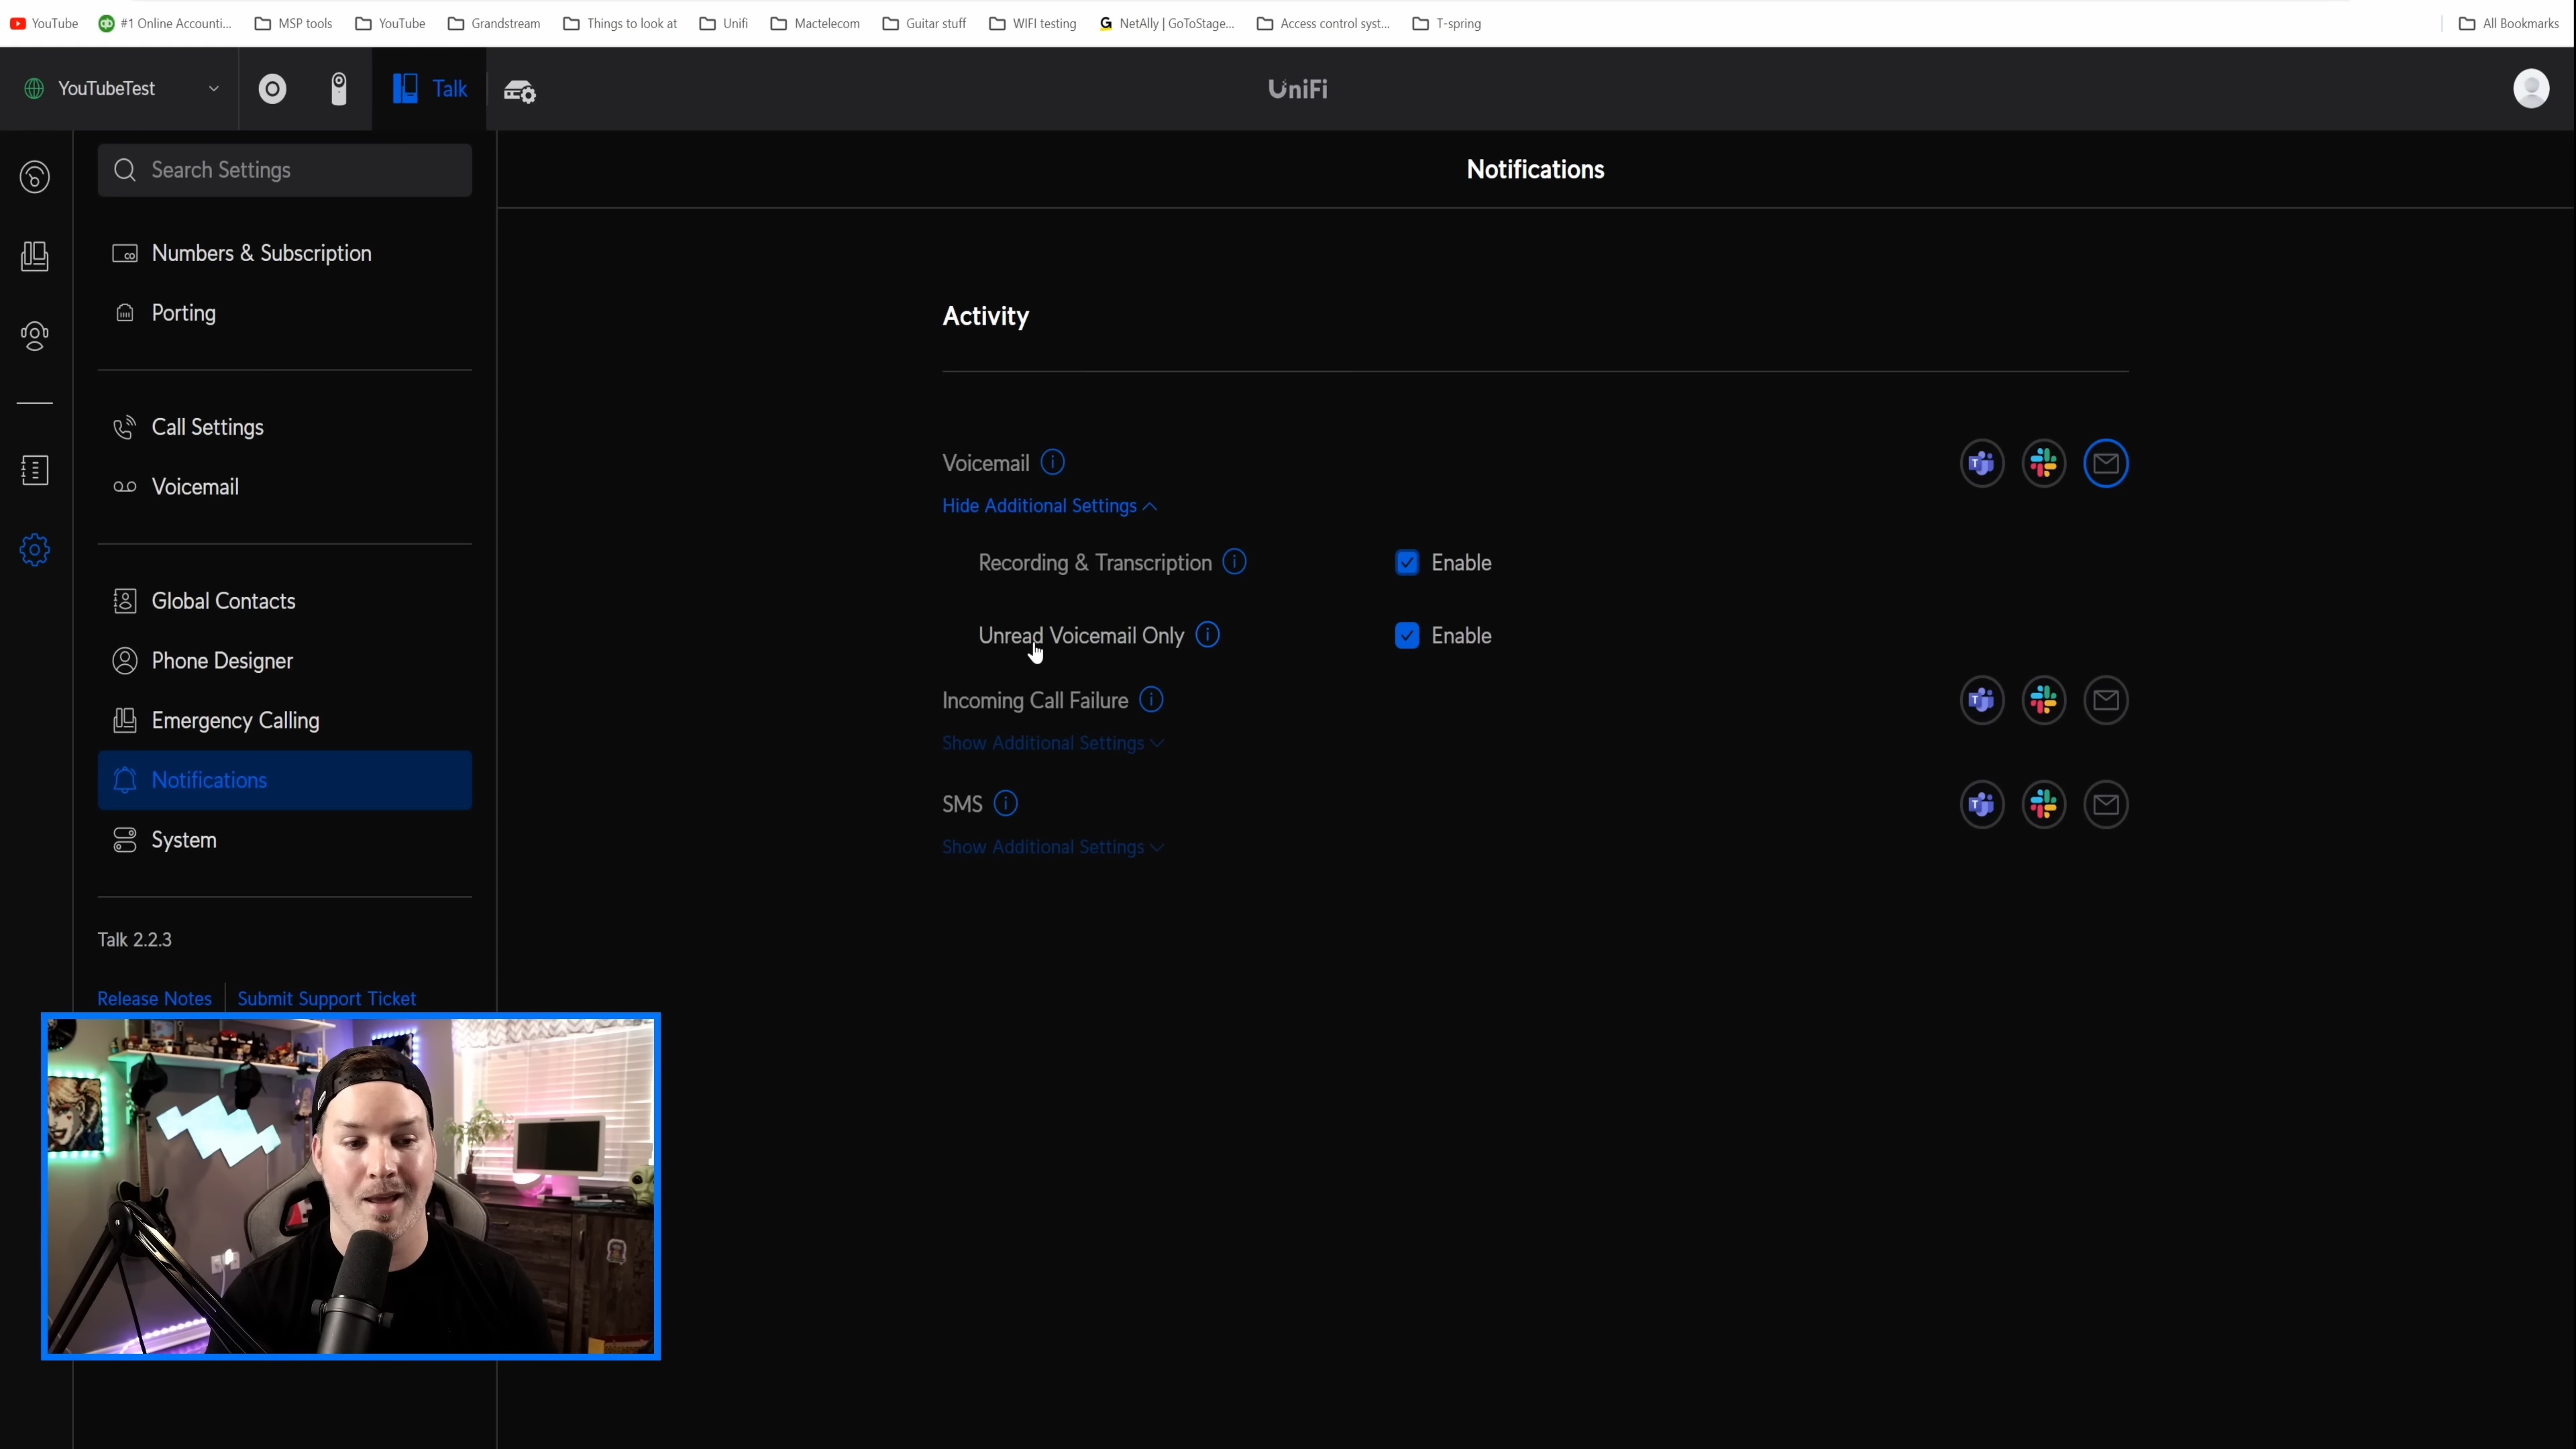 YouTube #1 Online Accounti... MSP tools YouTube Grandstream Things to look at Unifi Mactelecom Guitar stuff WIFI testing NetAlly | GoToStage... Access control syst... T-spring All Bookmarks
YouTubeTest Talk UniFi
Search Settings
Notifications
Numbers & Subscription
Porting
Call Settings
Voicemail
Global Contacts
Phone Designer
Emergency Calling
Notifications
System
Talk 2.2.3
Release Notes Submit Support Ticket
Activity
Voicemail
Hide Additional Settings
Recording & Transcription Enable
Unread Voicemail Only Enable
Incoming Call Failure
Show Additional Settings
SMS
Show Additional Settings